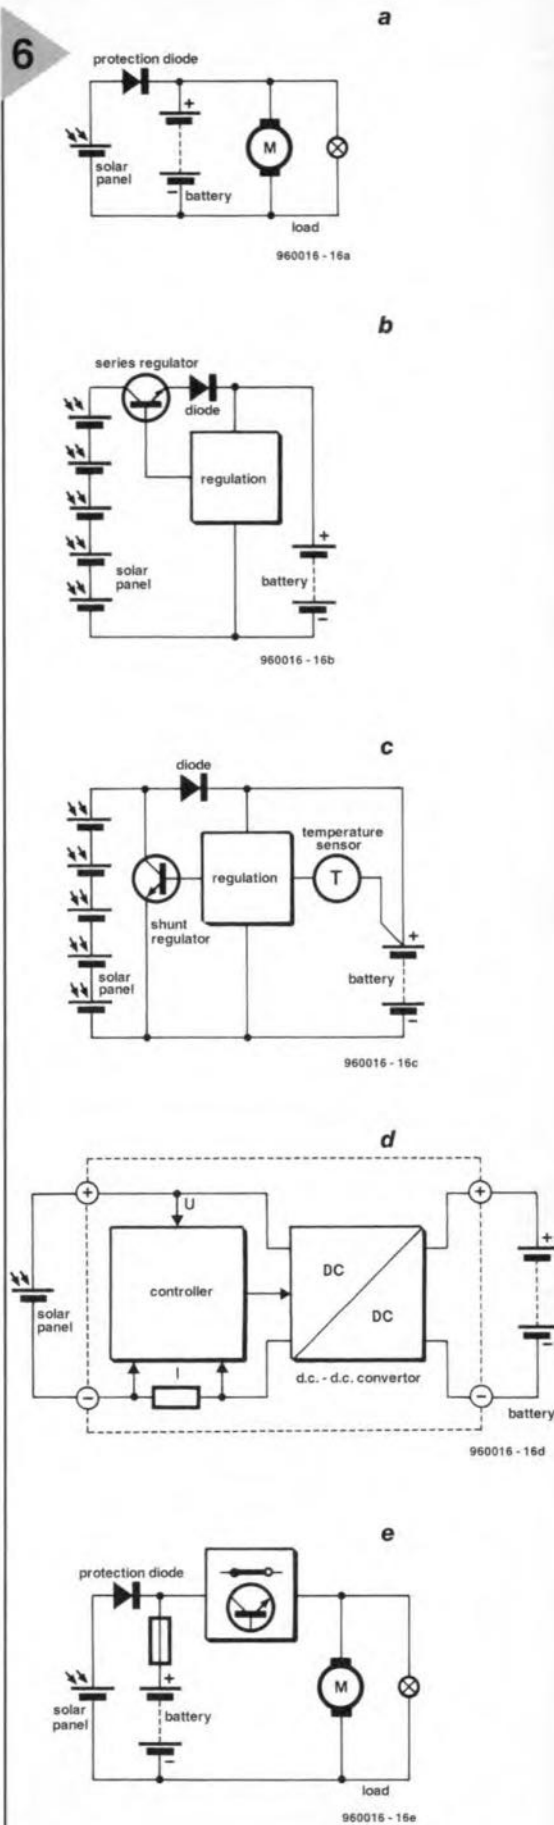 6
a
protection diode
+
M
solar
panel
–
battery
load
960016 - 16a
b
series regulator
diode
regulation
solar
panel
+
battery
–
960016 - 16b
c
diode
temperature
sensor
regulation
T
shunt
regulator
+
solar
panel
battery
–
960016 - 16c
d
+
+
U
+
DC
controller
solar
panel
DC
–
I
d.c. - d.c. convertor
–
–
battery
960016 - 16d
e
protection diode
+
M
solar
panel
battery
–
load
960016 - 16e